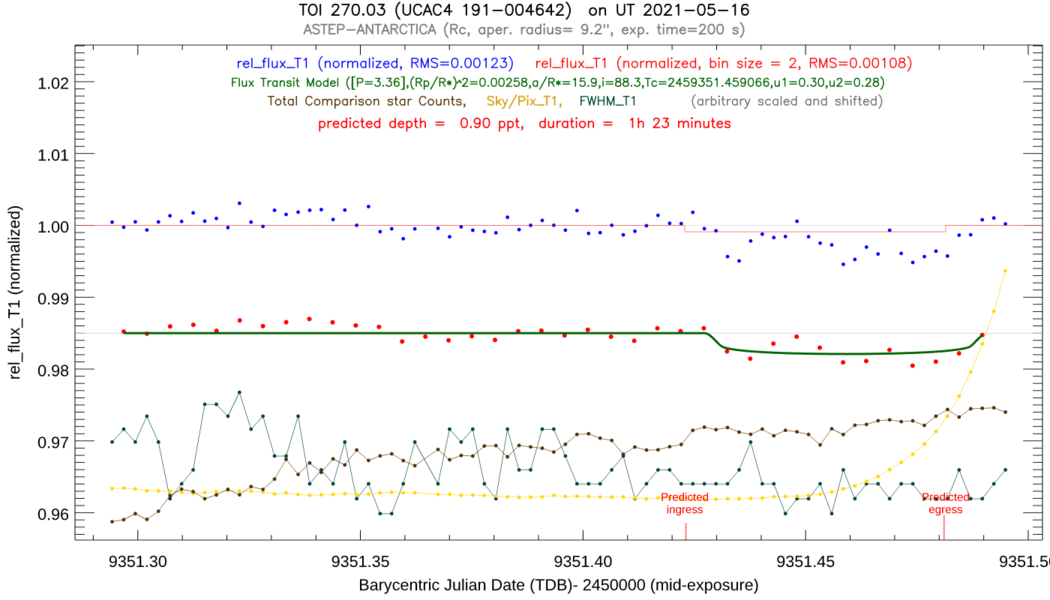 TOI 270.03 (UCAC4 191-004642) on UT 2021-05-16
ASTEP-ANTARCTICA (Rc, aper. radius= 9.2", exp. time=200 s)
rel_flux_T1 (normalized, RMS=0.00123) rel_flux_T1 (normalized, bin size = 2, RMS=0.00108)
Flux Transit Model ([P=3.36],(Rp/R*)^2=0.00258,a/R*=15.9,i=88.3,Tc=2459351.459066,u1=0.30,u2=0.28)
Total Comparison star Counts, Sky/Pix_T1, FWHM_T1 (arbitrary scaled and shifted)
predicted depth = 0.90 ppt, duration = 1h 23 minutes
rel_flux_T1 (normalized)
1.02
1.01
1.00
0.99
0.98
0.97
0.96
Predicted
ingress
Predicted
egress
9351.30
9351.35
9351.40
9351.45
9351.50
Barycentric Julian Date (TDB)- 2450000 (mid-exposure)